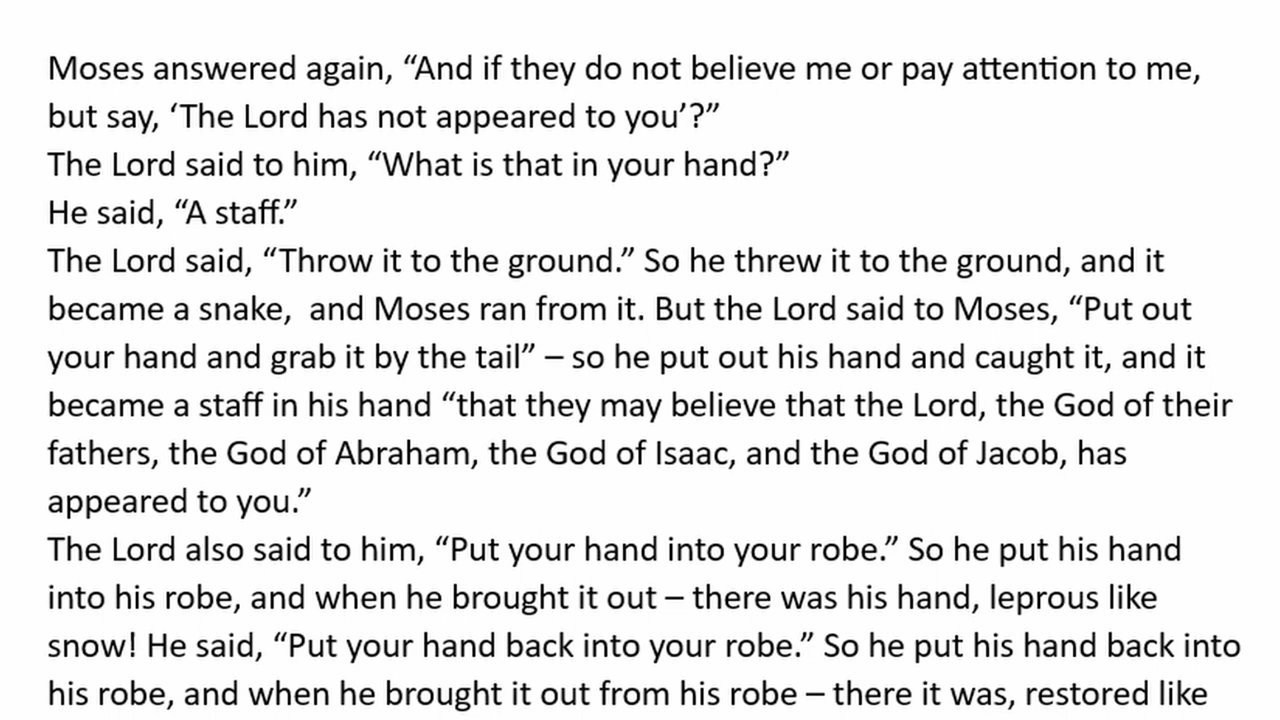 Moses answered again, “And if they do not believe me or pay attention to me,
but say, ‘The Lord has not appeared to you’?”
The Lord said to him, “What is that in your hand?”
He said, “A staff.”
The Lord said, “Throw it to the ground.” So he threw it to the ground, and it
became a snake,  and Moses ran from it. But the Lord said to Moses, “Put out
your hand and grab it by the tail” – so he put out his hand and caught it, and it
became a staff in his hand “that they may believe that the Lord, the God of their
fathers, the God of Abraham, the God of Isaac, and the God of Jacob, has
appeared to you.”
The Lord also said to him, “Put your hand into your robe.” So he put his hand
into his robe, and when he brought it out – there was his hand, leprous like
snow! He said, “Put your hand back into your robe.” So he put his hand back into
his robe, and when he brought it out from his robe – there it was, restored like